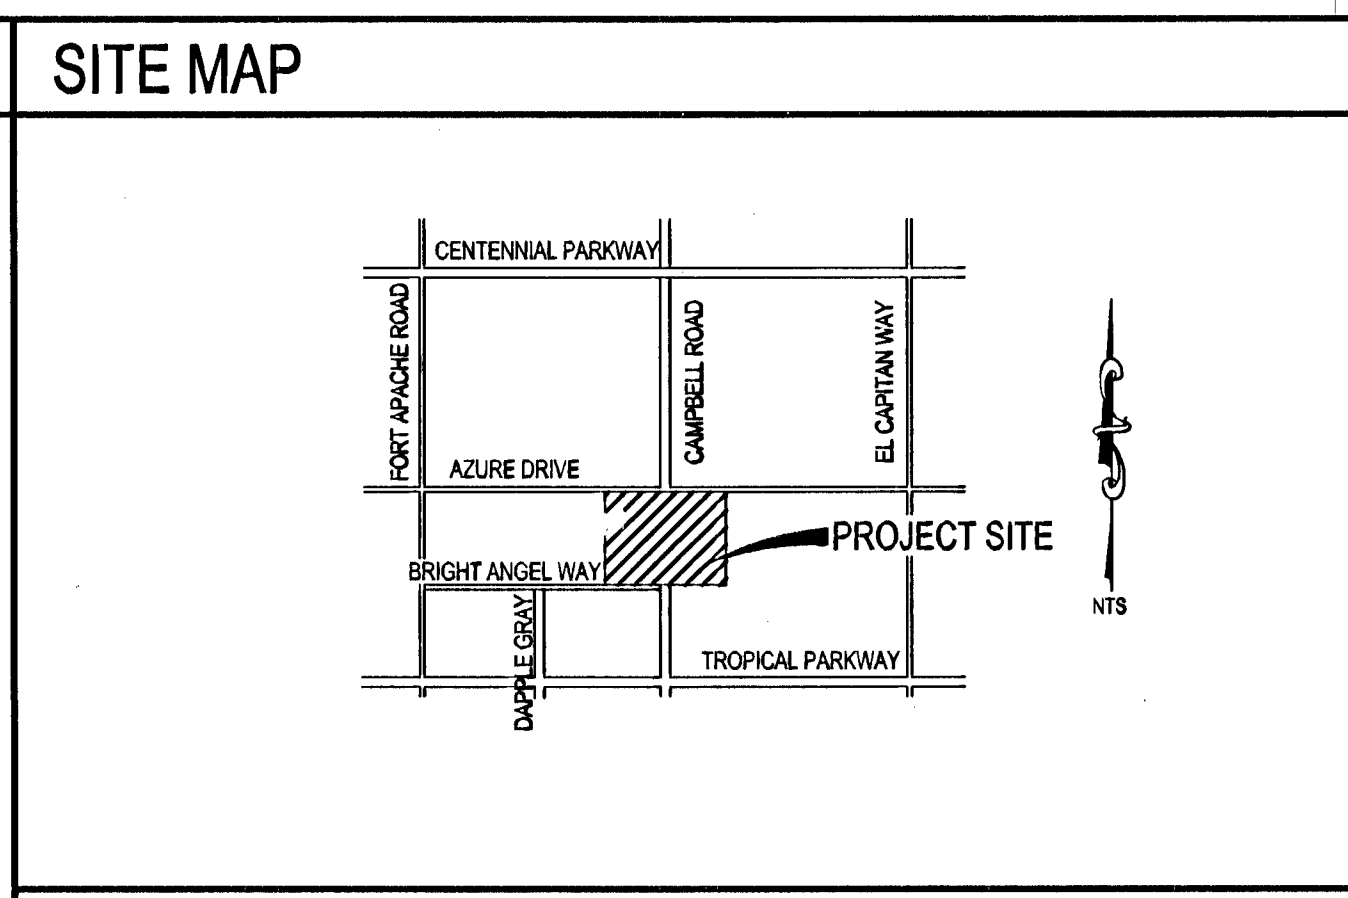 SITE MAP
CENTENNIAL PARKWAY
FORT APACHE ROAD
CAMPBELL ROAD
EL CAPITAN WAY
AZURE DRIVE
PROJECT SITE
BRIGHT ANGEL WAY
NTS
DAPPLE GRAY
TROPICAL PARKWAY